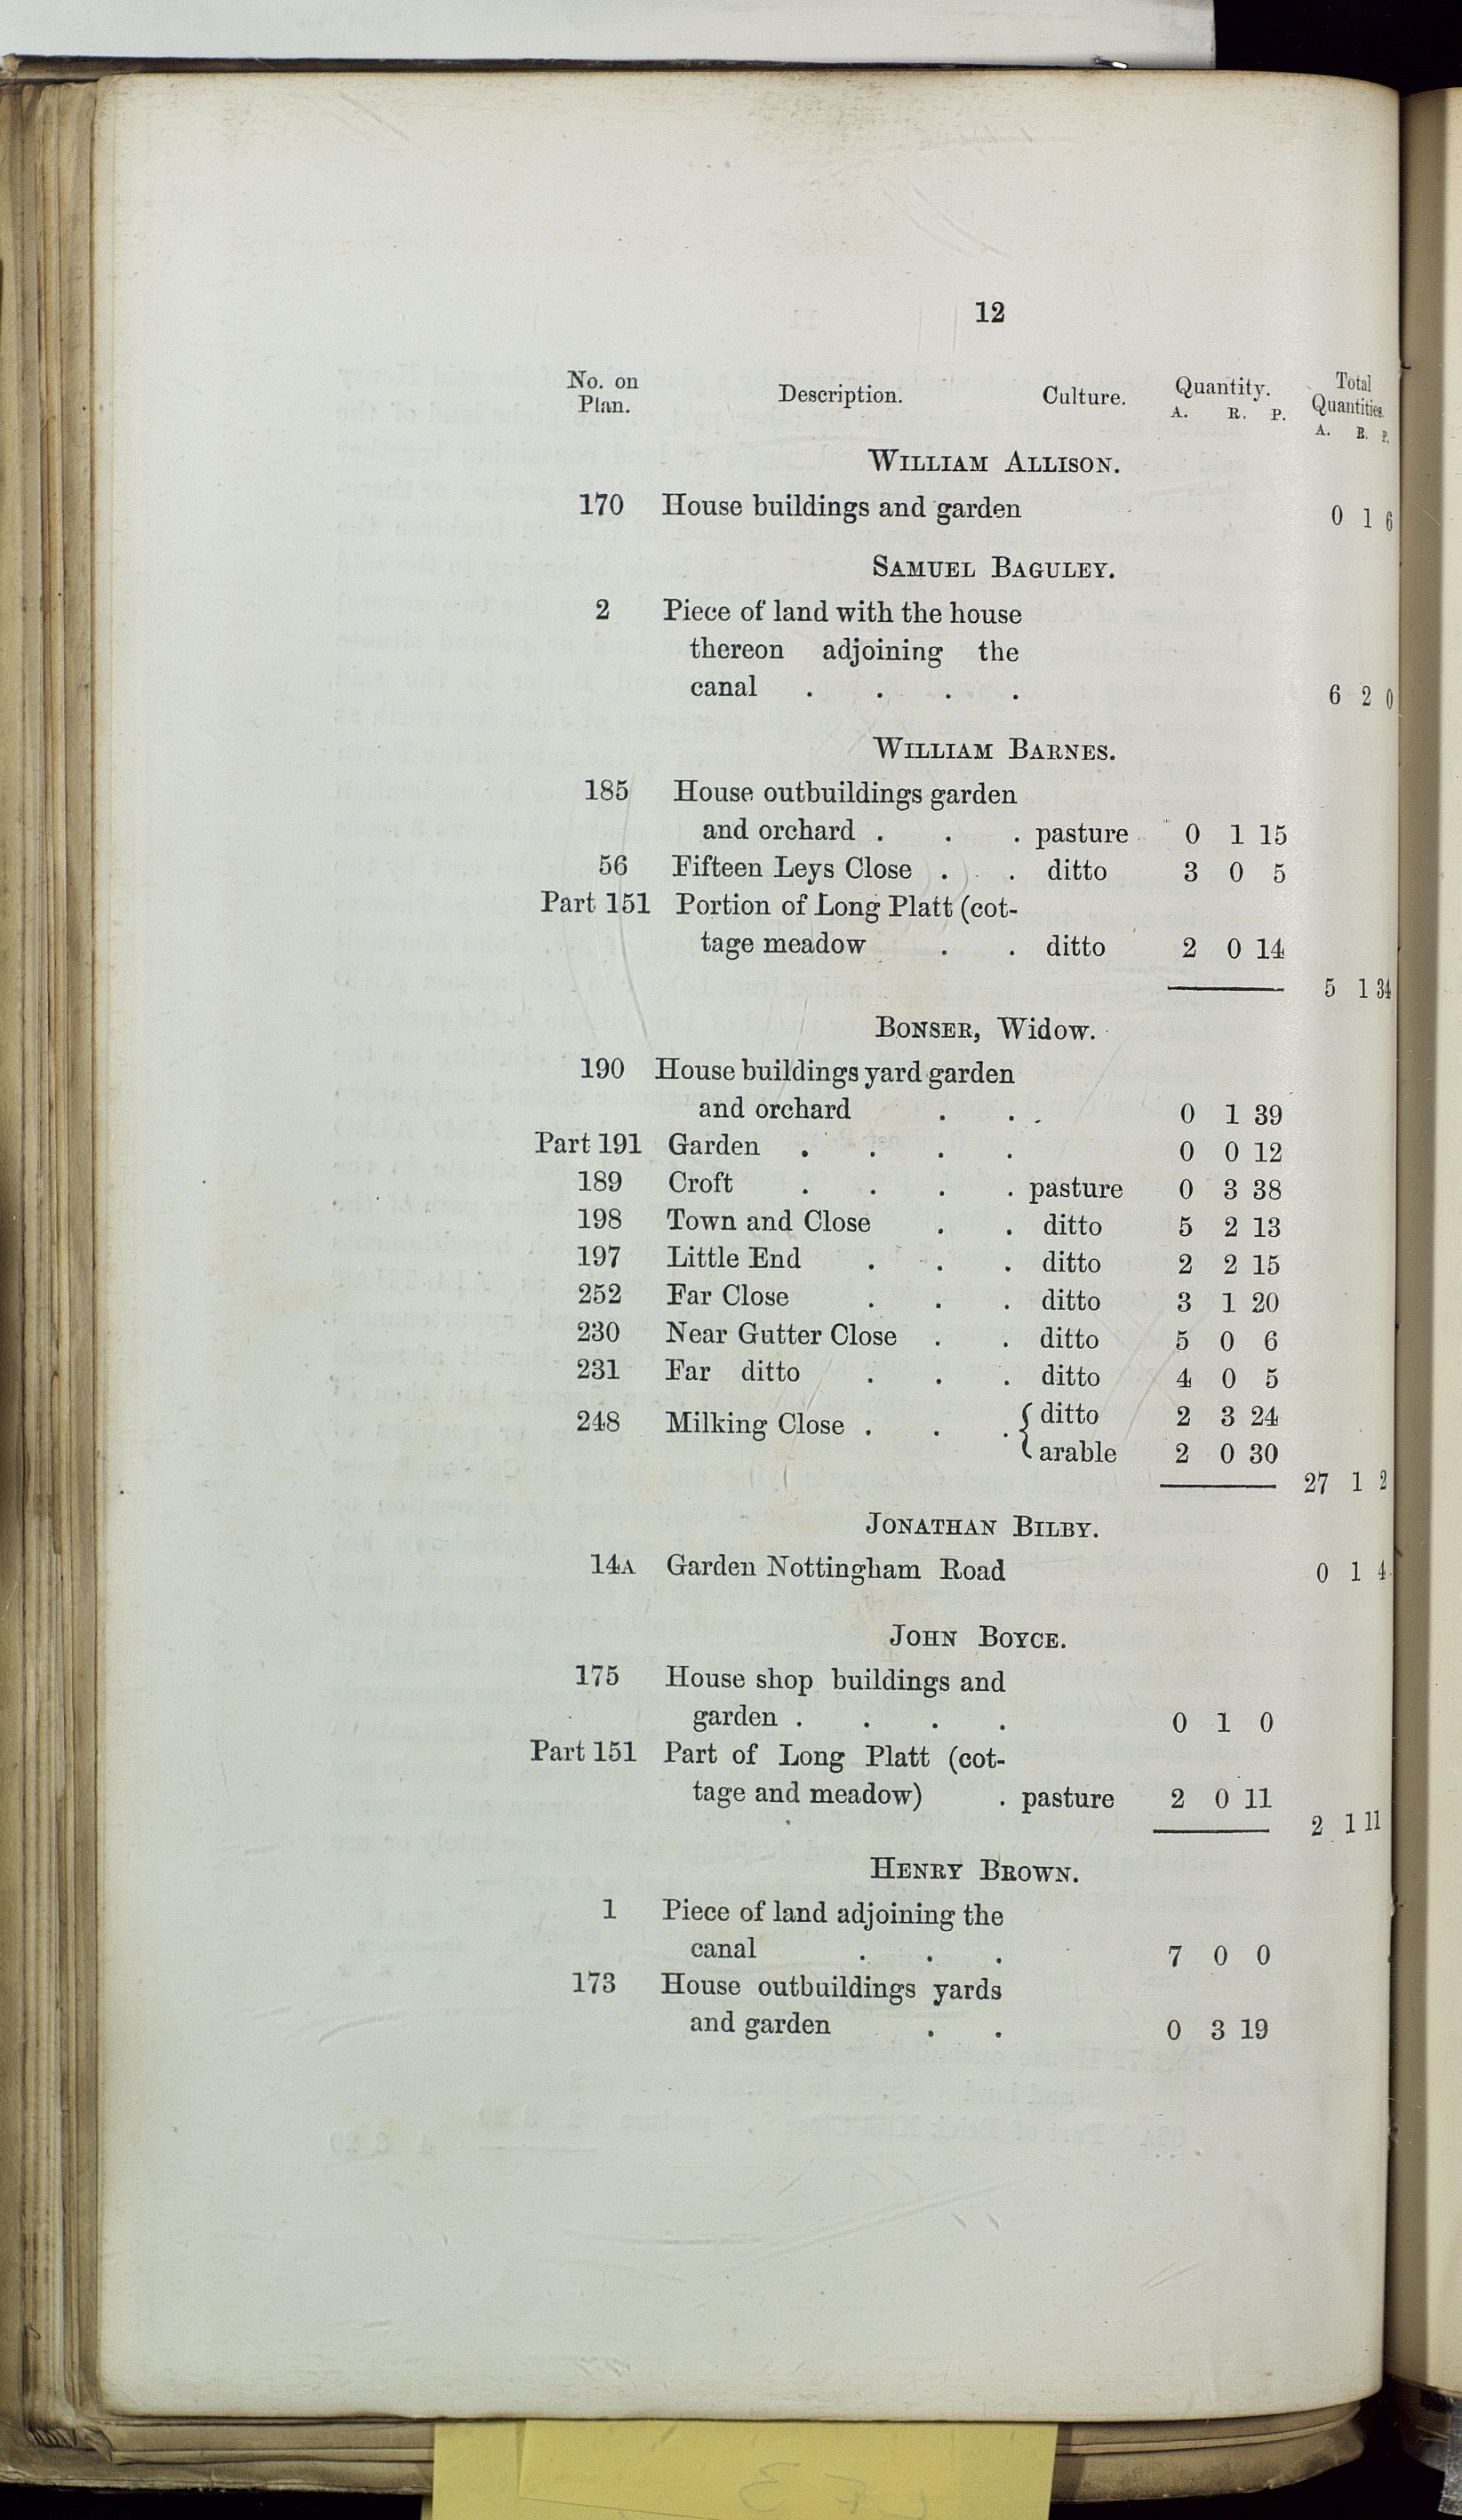 12
No. on Plan. Description. Culture. Quantity. Total Quantities.
A. R. P. A. R. P.
WILLIAM ALLISON.
170 House buildings and garden 0 1 6
SAMUEL BAGULEY.
2 Piece of land with the house
thereon adjoining the
canal . . . . 6 2 0
WILLIAM BARNES.
185 House outbuildings garden
and orchard . . . pasture 0 1 15
56 Fifteen Leys Close . . ditto 3 0 5
Part 151 Portion of Long Platt (cot-
tage meadow . . ditto 2 0 14
5 1 34
BONSER, Widow.
190 House buildings yard garden
and orchard . . . 0 1 39
Part 191 Garden . . . . 0 0 12
189 Croft . . . . pasture 0 3 38
198 Town and Close . . ditto 5 2 13
197 Little End . . . ditto 2 2 15
252 Far Close . . . ditto 3 1 20
230 Near Gutter Close . . ditto 5 0 6
231 Far ditto . . . ditto 4 0 5
248 Milking Close . . . { ditto 2 3 24
arable 2 0 30
27 1 2
JONATHAN BILBY.
14A Garden Nottingham Road 0 1 4
JOHN BOYCE.
175 House shop buildings and
garden . . . . 0 1 0
Part 151 Part of Long Platt (cot-
tage and meadow) . pasture 2 0 11
2 1 11
HENRY BROWN.
1 Piece of land adjoining the
canal . . . 7 0 0
173 House outbuildings yards
and garden . . 0 3 19